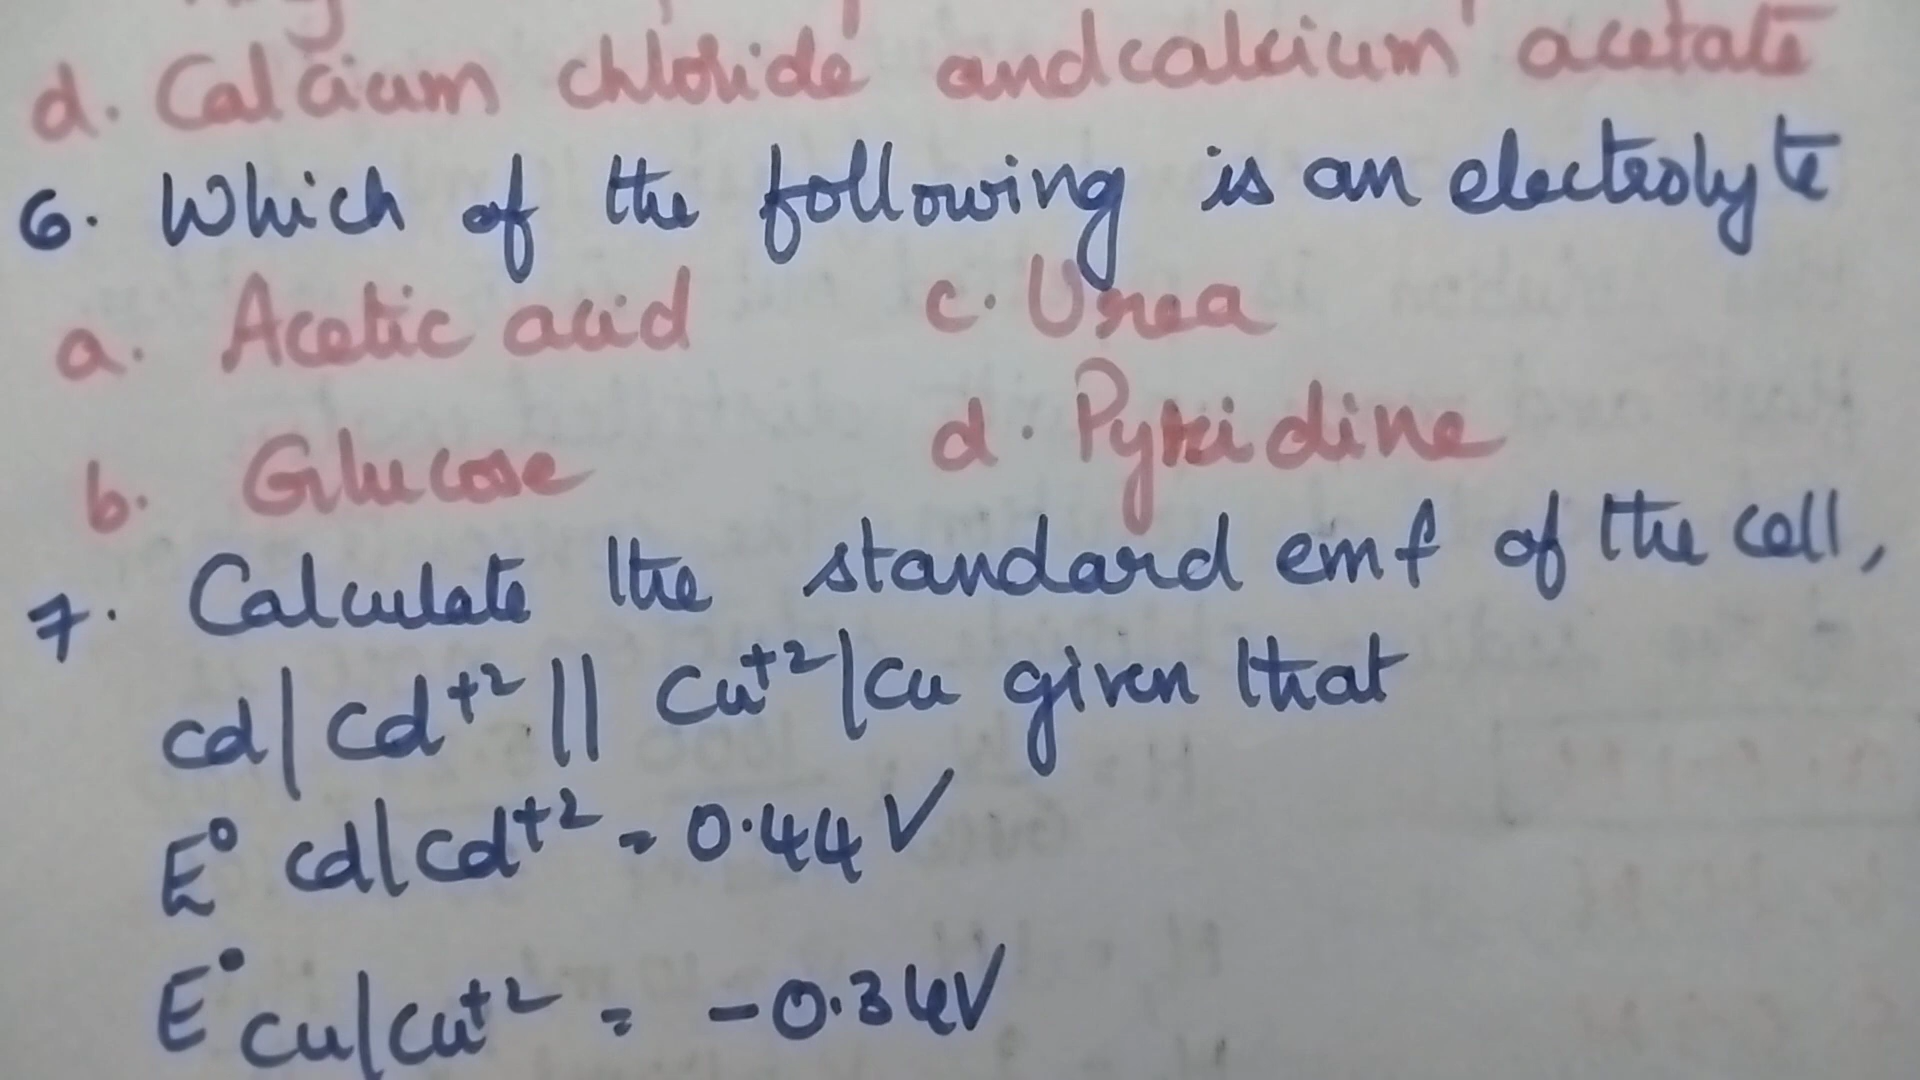 d. Calcium chloride and calcium acetate
6. Which of the following is an electrolyte
a. Acetic acid c. Urea
b. Glucose d. Pyridine
7. Calculate the standard emf of the cell,
cd|Cd⁺²||Cu⁺²|Cu given that
E⁰ cd|cd⁺² = 0.44 V
E° cu|cu⁺² = -0.34V